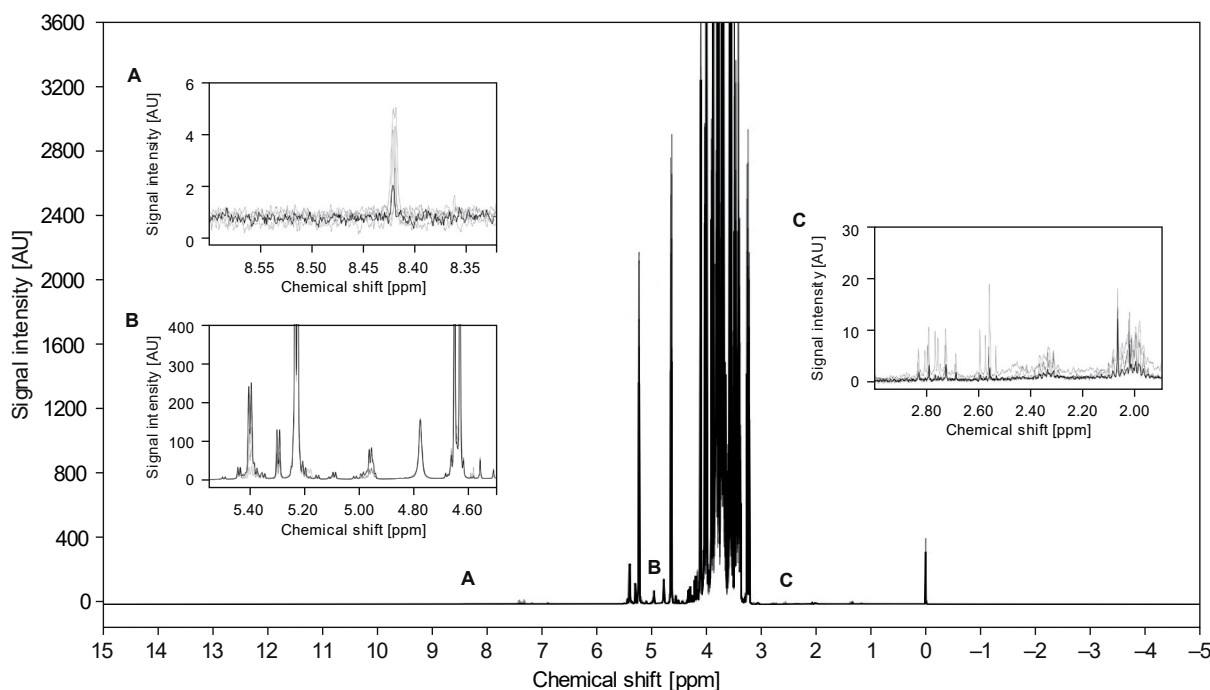 3600
3200
2800
2400
2000
1600
1200
800
400
0
Signal intensity [AU]
15 14 13 12 11 10 9 8 7 6 5 4 3 2 1 0 –1 –2 –3 –4 –5
Chemical shift [ppm]
A
B
C
A
6
4
2
0
Signal intensity [AU]
8.55 8.50 8.45 8.40 8.35
Chemical shift [ppm]
B
400
300
200
100
0
Signal intensity [AU]
5.40 5.20 5.00 4.80 4.60
Chemical shift [ppm]
C
30
20
10
0
Signal intensity [AU]
2.80 2.60 2.40 2.20 2.00
Chemical shift [ppm]